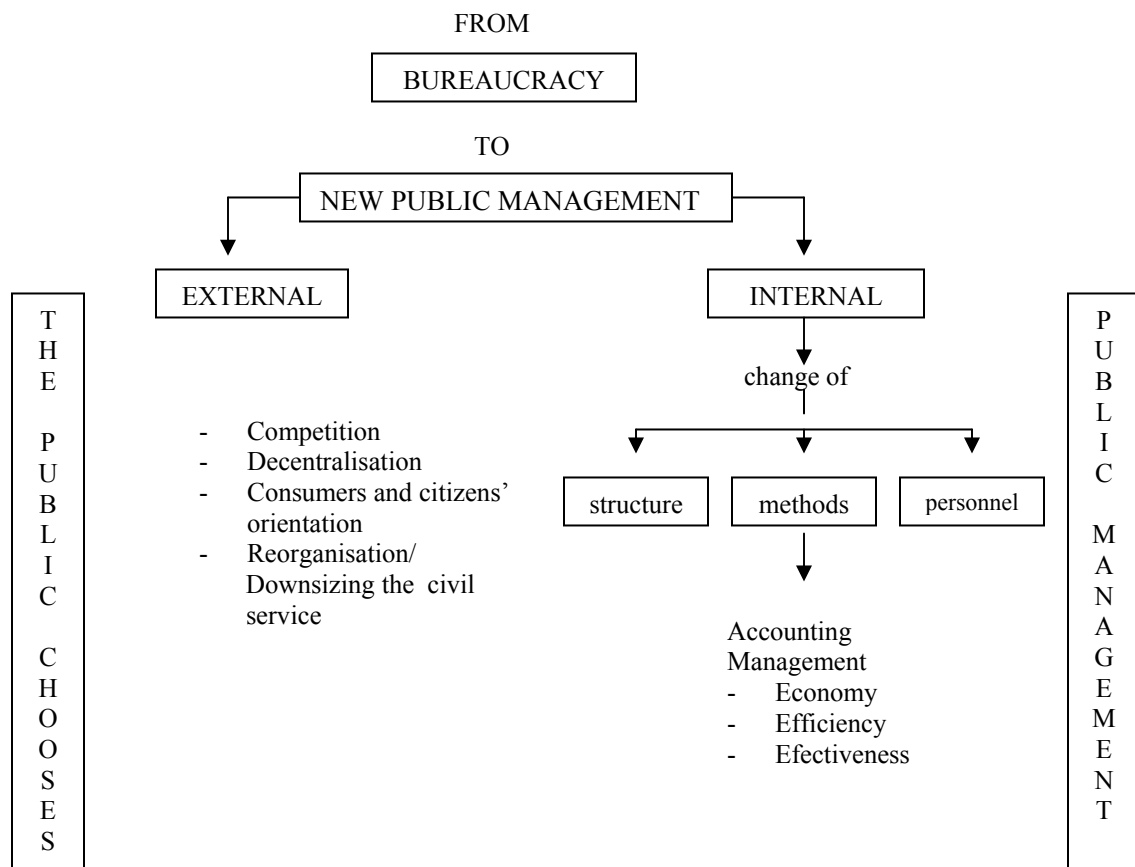 FROM
BUREAUCRACY
TO
NEW PUBLIC MANAGEMENT
EXTERNAL
INTERNAL
THE PUBLIC CHOOSES
- Competition
- Decentralisation
- Consumers and citizens’
orientation
- Reorganisation/
Downsizing the civil
service
change of
structure
methods
personnel
Accounting
Management
- Economy
- Efficiency
- Efectiveness
PUBLIC MANAGEMENT